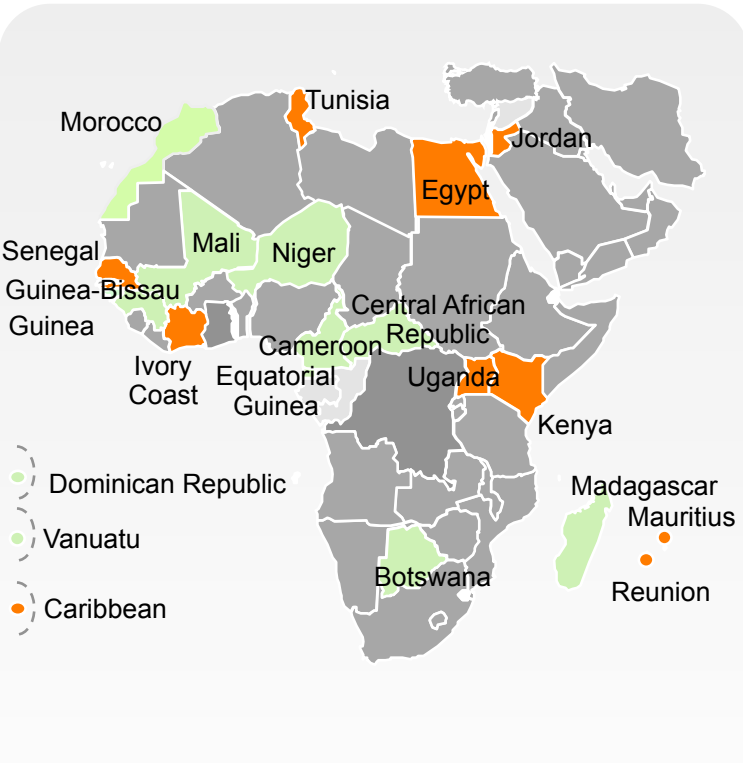 Tunisia
Morocco
Jordan
Egypt
Senegal
Mali
Niger
Guinea-Bissau
Guinea
Central African
Republic
Cameroon
Ivory
Coast
Equatorial
Guinea
Uganda
Kenya
Dominican Republic
Madagascar
Mauritius
Vanuatu
Botswana
Reunion
Caribbean